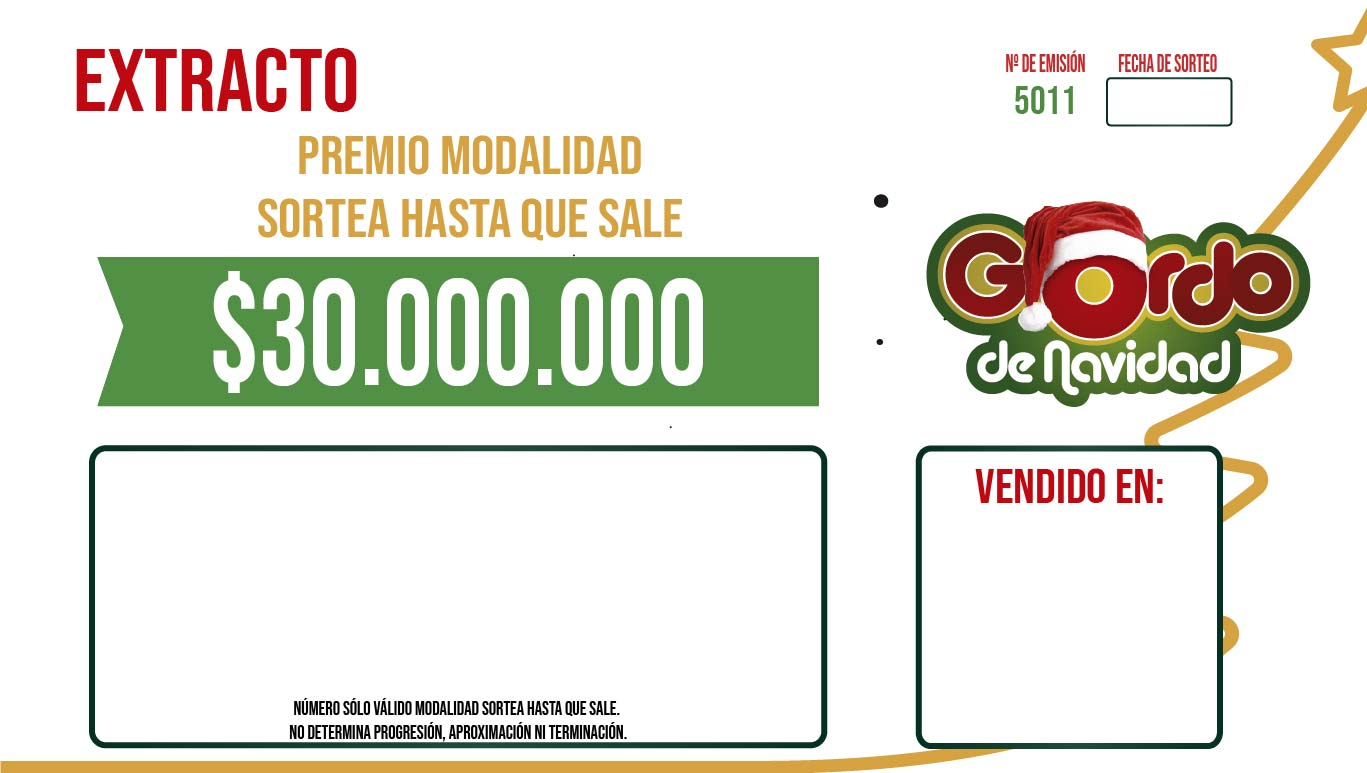 EXTRACTO
Nº DE EMISIÓN
5011
FECHA DE SORTEO
PREMIO MODALIDAD
SORTEA HASTA QUE SALE
$30.000.000
Gordo
de Navidad
VENDIDO EN:
NÚMERO SÓLO VÁLIDO MODALIDAD SORTEA HASTA QUE SALE.
NO DETERMINA PROGRESIÓN, APROXIMACIÓN NI TERMINACIÓN.